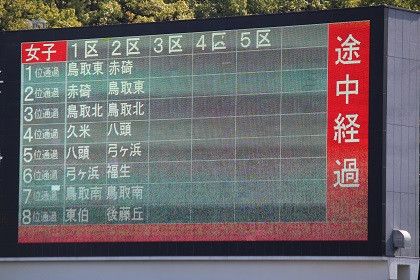 女子 1区 2区 3区 4区 5区
1位通過 鳥取東 赤碕
2位通過 赤碕 鳥取東
3位通過 鳥取北 鳥取北
4位通過 久米 八頭
5位通過 八頭 弓ヶ浜
6位通過 弓ヶ浜 福生
7位通過 鳥取南 鳥取南
8位通過 東伯 後藤丘
途中経過